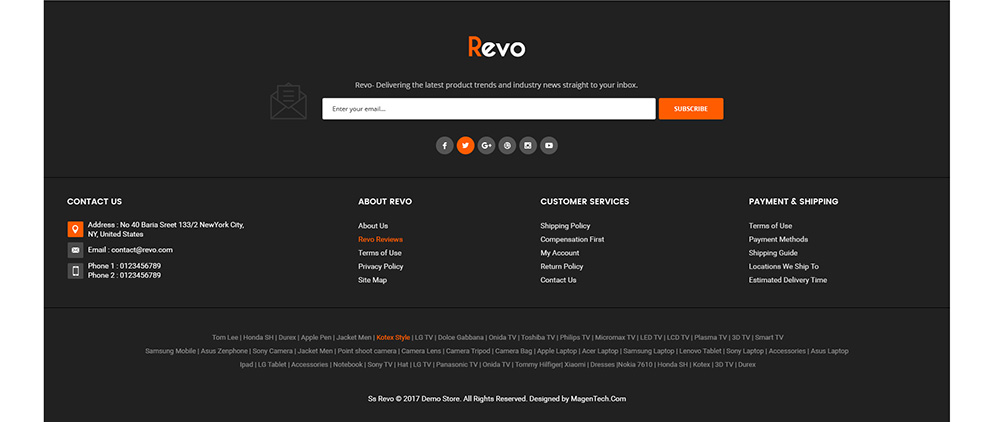 Revo
Revo- Delivering the latest product trends and industry news straight to your inbox.
Enter your email...
SUBSCRIBE
CONTACT US
Address : No 40 Baria Sreet 133/2 NewYork City,
NY, United States
Email : contact@revo.com
Phone 1 : 0123456789
Phone 2 : 0123456789
ABOUT REVO
About Us
Revo Reviews
Terms of Use
Privacy Policy
Site Map
CUSTOMER SERVICES
Shipping Policy
Compensation First
My Account
Return Policy
Contact Us
PAYMENT & SHIPPING
Terms of Use
Payment Methods
Shipping Guide
Locations We Ship To
Estimated Delivery Time
Tom Lee | Honda SH | Durex | Apple Pen | Jacket Men | Kotex Style | LG TV | Dolce Gabbana | Onida TV | Toshiba TV | Philips TV | Micromax TV | LED TV | LCD TV | Plasma TV | 3D TV | Smart TV
Samsung Mobile | Asus Zenphone | Sony Camera | Jacket Men | Point shoot camera | Camera Lens | Camera Tripod | Camera Bag | Apple Laptop | Acer Laptop | Samsung Laptop | Lenovo Tablet | Sony Laptop | Accessories | Asus Laptop
Ipad | LG Tablet | Accessories | Notebook | Sony TV | Hat | LG TV | Panasonic TV | Onida TV | Tommy Hilfiger| Xiaomi | Dresses |Nokia 7610 | Honda SH | Kotex | 3D TV | Durex
Sa Revo © 2017 Demo Store. All Rights Reserved. Designed by MagenTech.Com